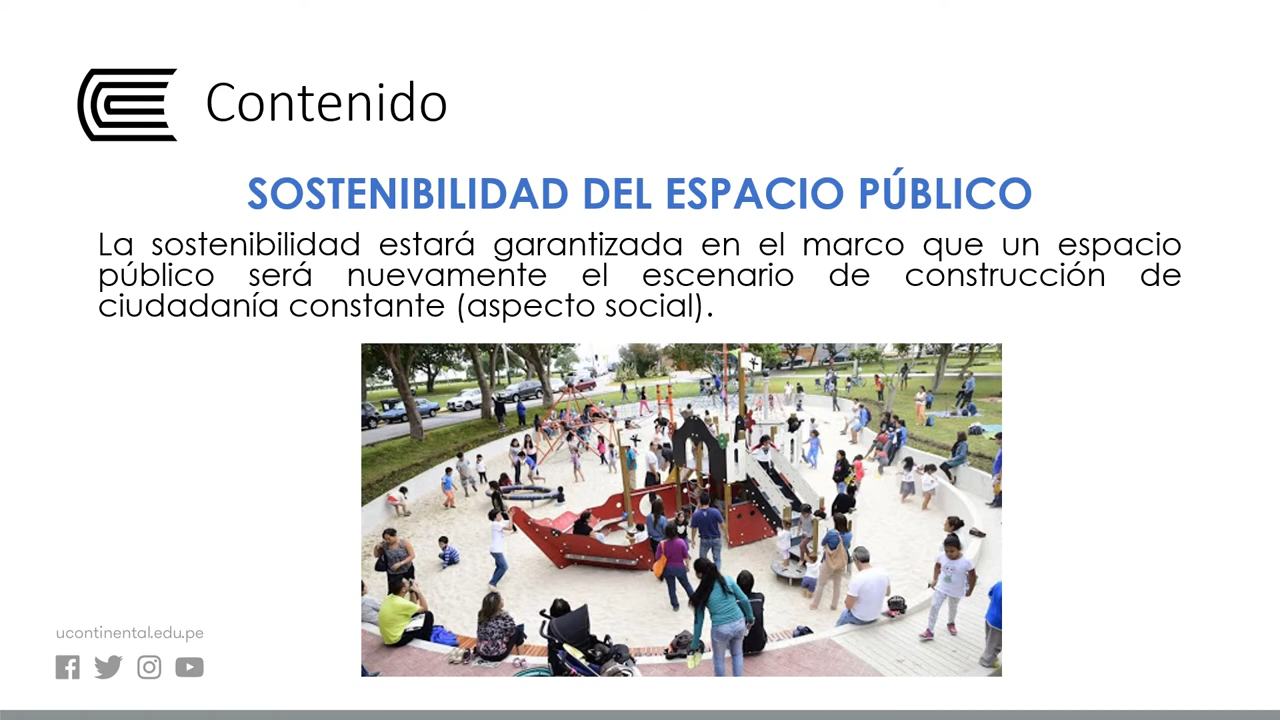 Contenido
SOSTENIBILIDAD DEL ESPACIO PÚBLICO
La sostenibilidad estará garantizada en el marco que un espacio
público será nuevamente el escenario de construcción de
ciudadanía constante (aspecto social).
ucontinental.edu.pe